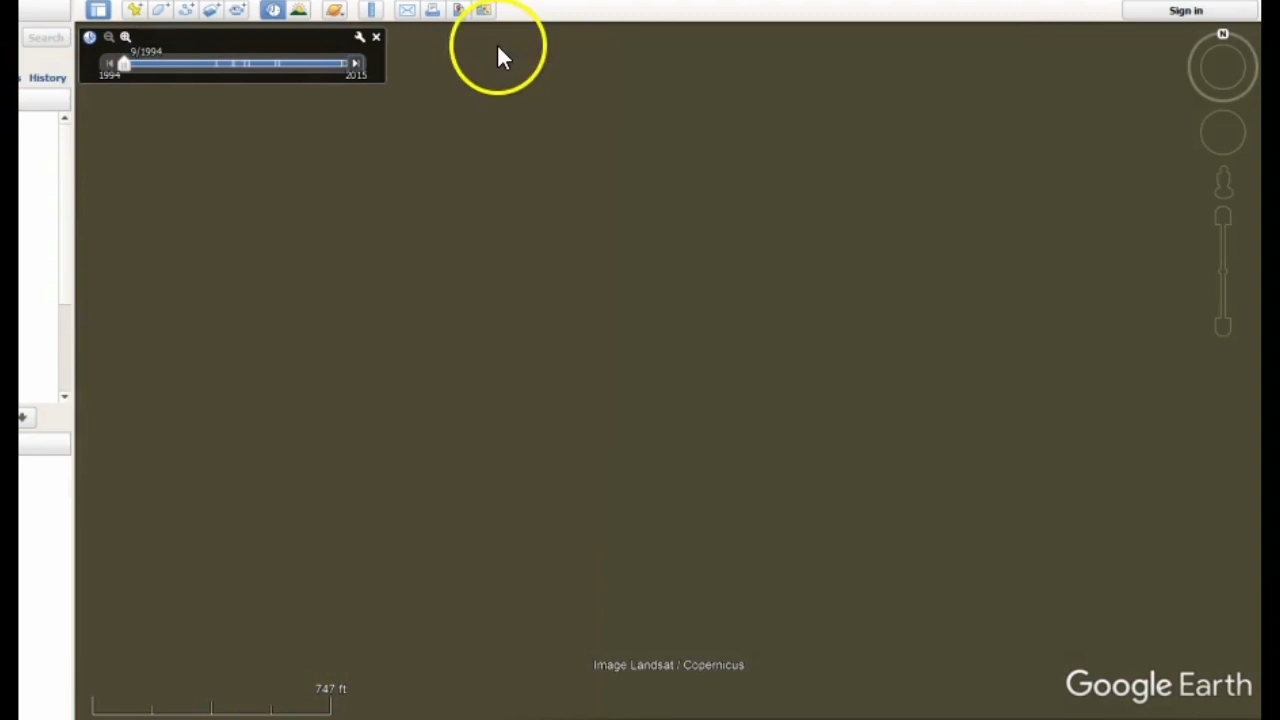 Sign in
Search
9/1994
1994
2015
History
N
Image Landsat / Copernicus
747 ft
Google Earth